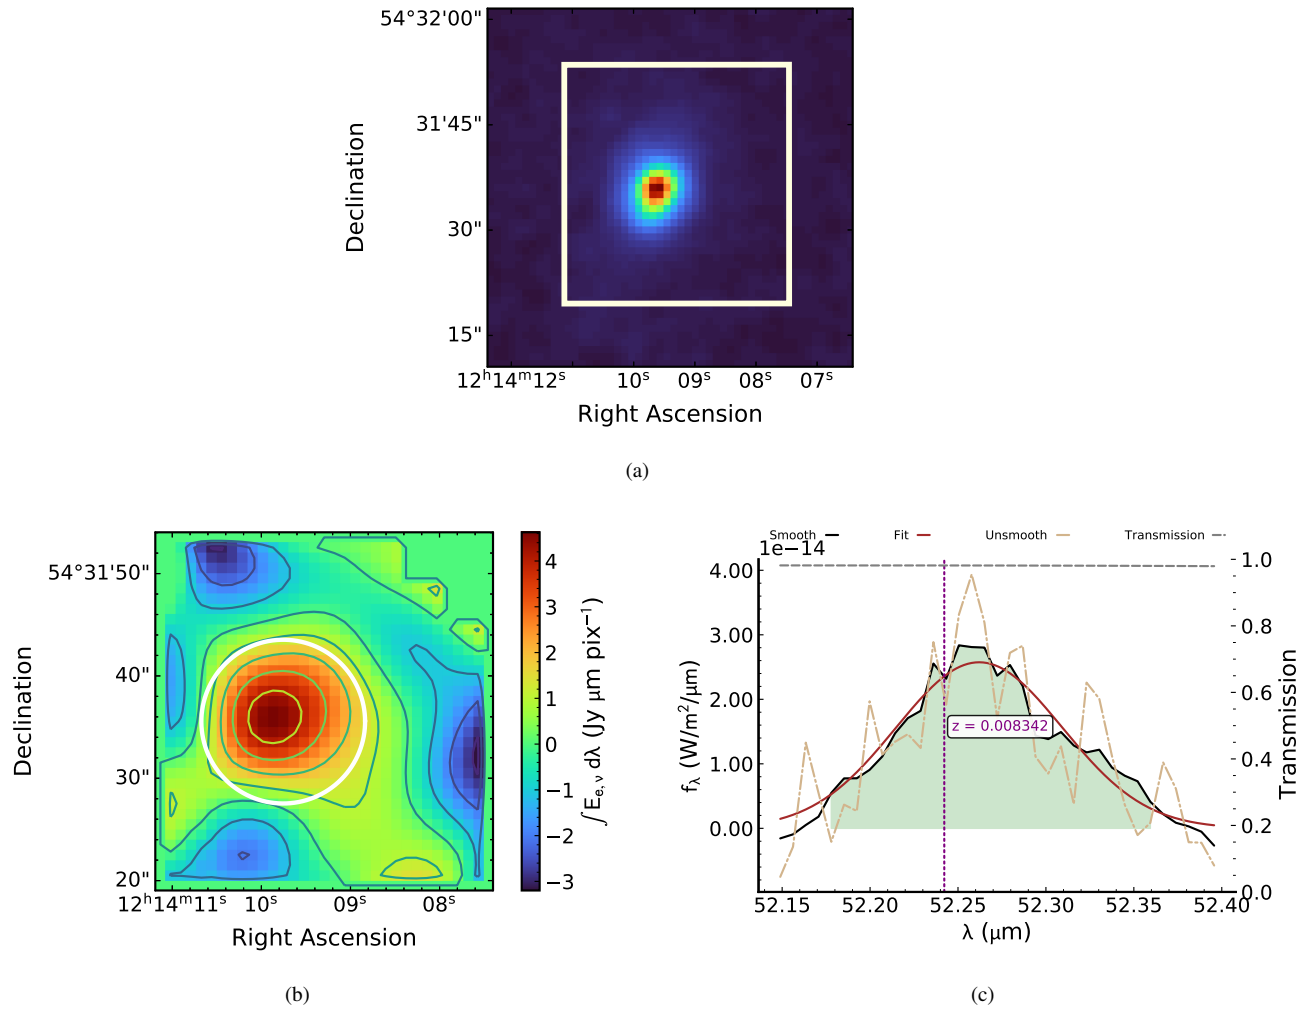 54°32'00"
31'45"
30"
15"
Declination
12ʰ14ᵐ12ˢ 10ˢ 09ˢ 08ˢ 07ˢ
Right Ascension
(a)
54°31'50"
40"
30"
20"
Declination
12ʰ14ᵐ11ˢ 10ˢ 09ˢ 08ˢ
Right Ascension
4
3
2
1
0
−1
−2
−3
∫E_{e,ν} dλ (Jy μm pix⁻¹)
(b)
Smooth Fit Unsmooth Transmission
1e−14
4.00
3.00
2.00
1.00
0.00
f_λ (W/m²/μm)
z = 0.008342
1.0
0.8
0.6
0.4
0.2
0.0
Transmission
52.15 52.20 52.25 52.30 52.35 52.40
λ (μm)
(c)